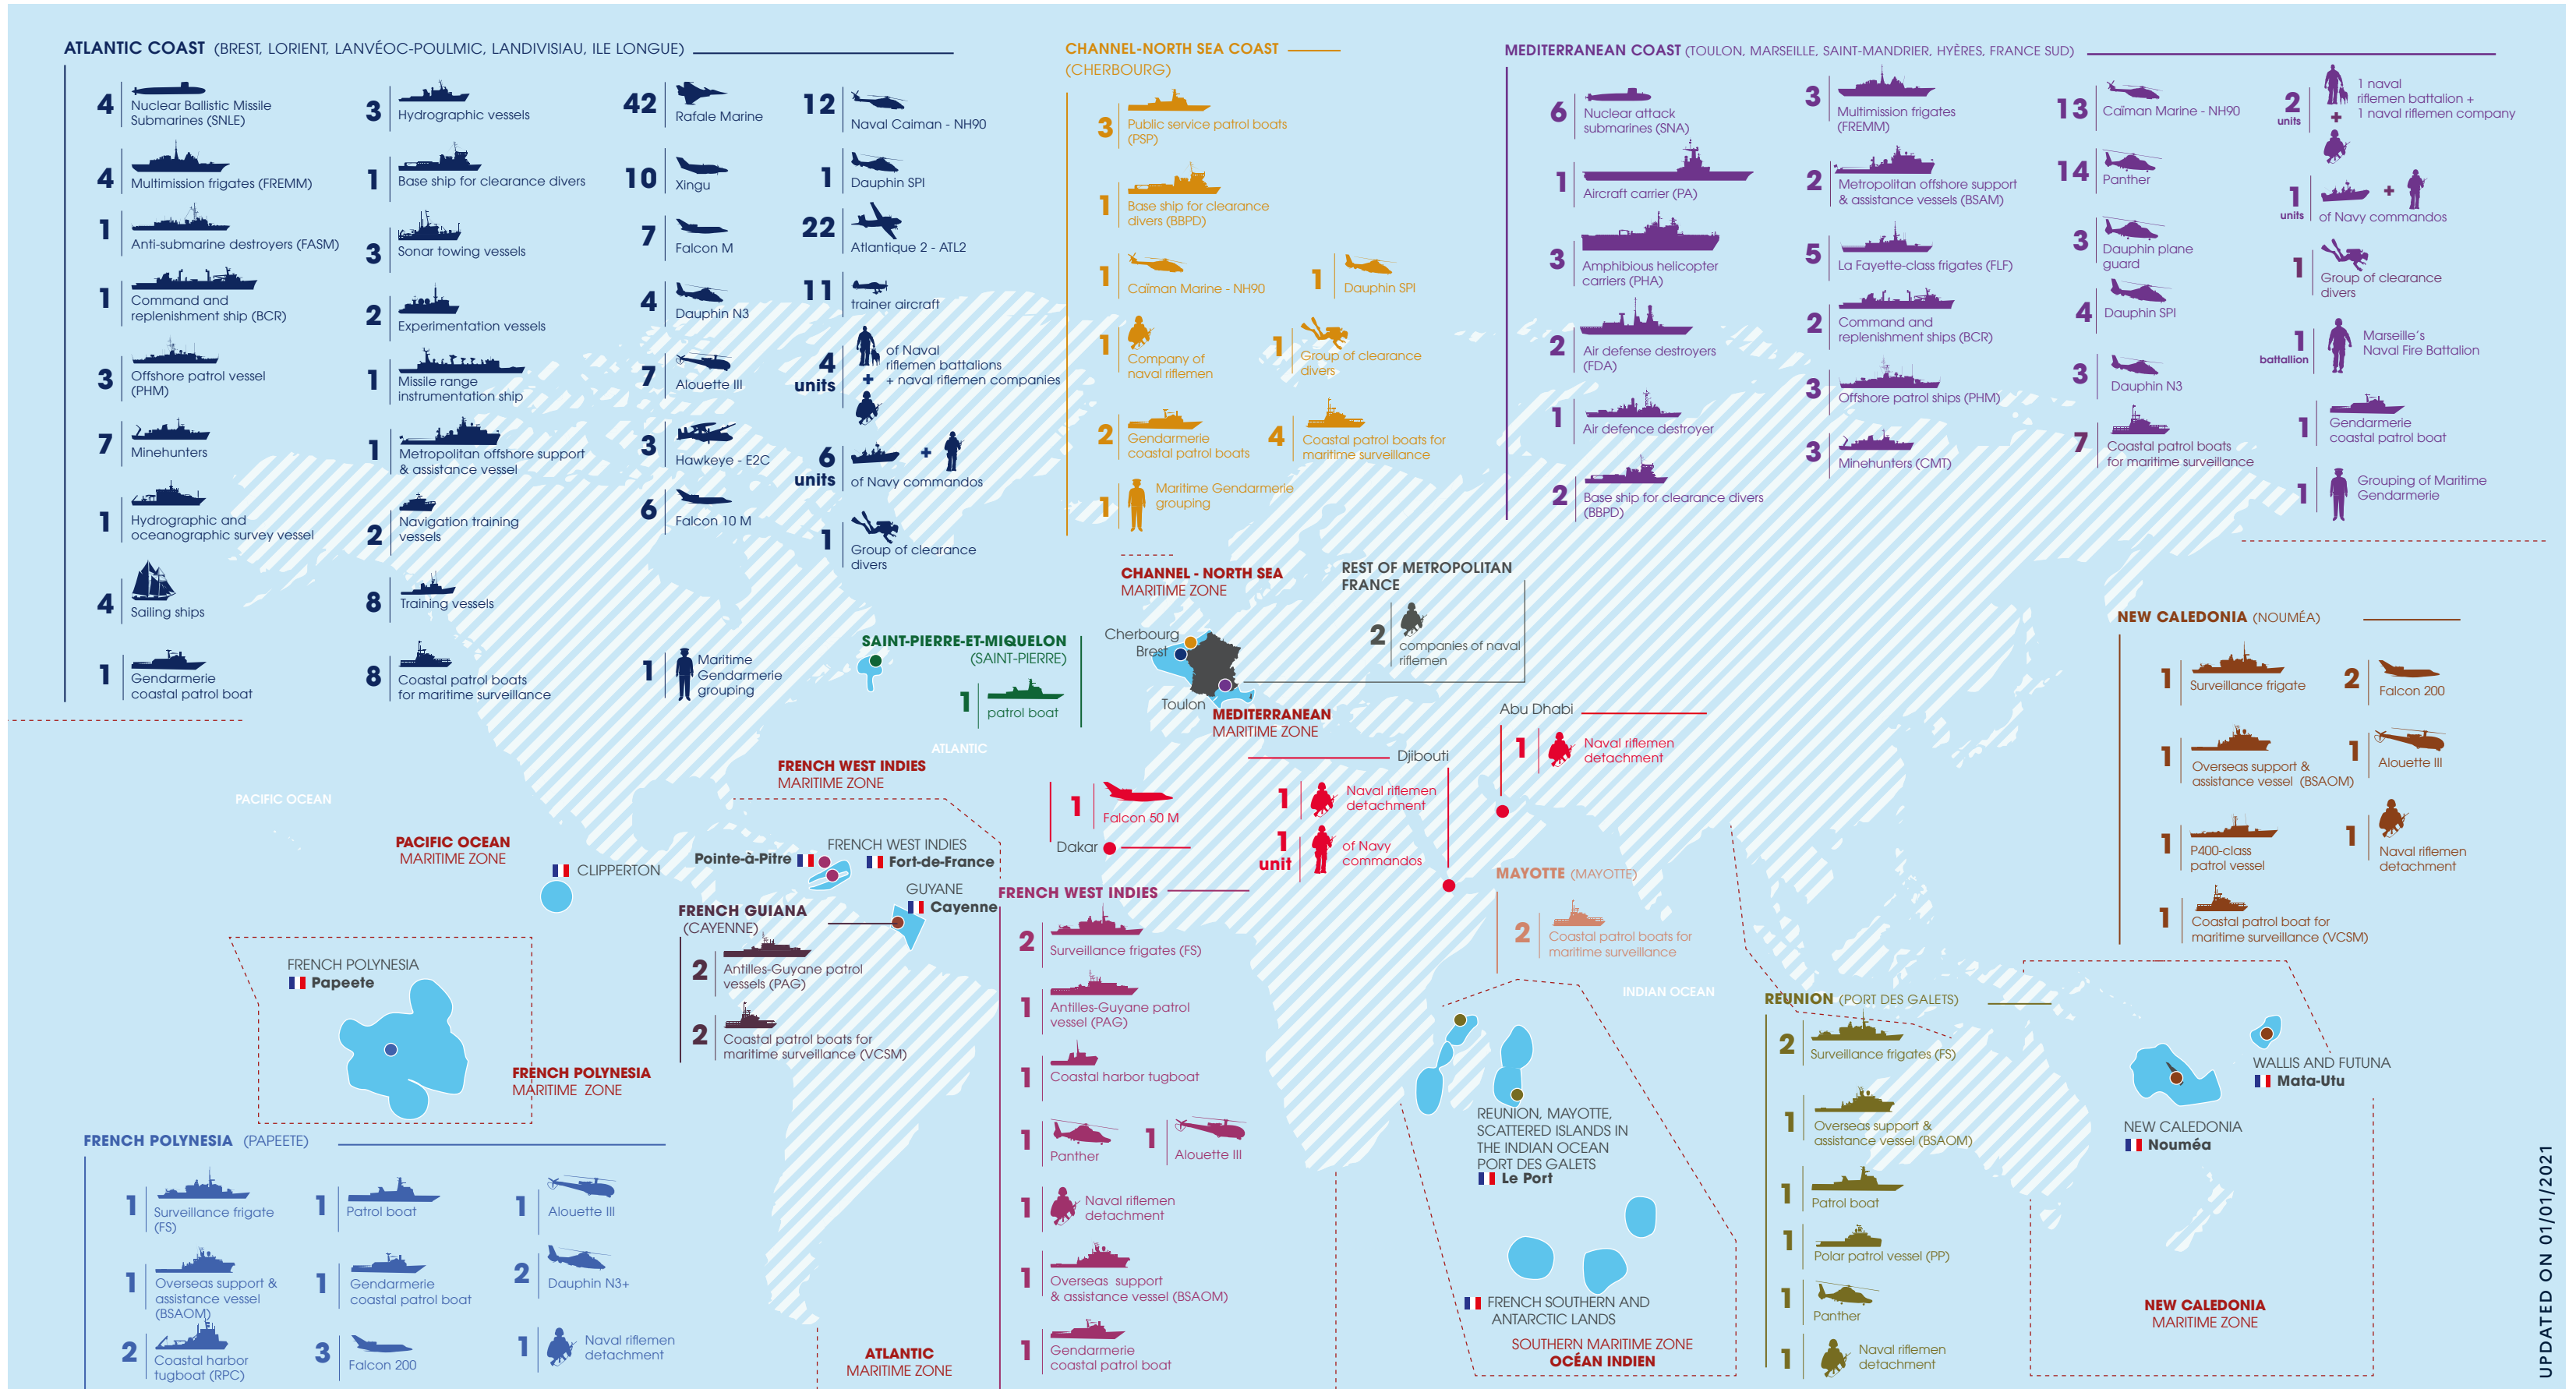 ATLANTIC COAST (BREST, LORIENT, LANVÉOC-POULMIC, LANDIVISIAU, ILE LONGUE)
4
Nuclear Ballistic Missile
Submarines (SNLE)
4
Multimission frigates (FREMM)
1
Anti-submarine destroyers (FASM)
1
Command and
replenishment ship (BCR)
3
Offshore patrol vessel
(PHM)
7
Minehunters
1
Hydrographic and
oceanographic survey vessel
4
Sailing ships
1
Gendarmerie
coastal patrol boat
3
Hydrographic vessels
1
Base ship for clearance divers
3
Sonar towing vessels
2
Experimentation vessels
1
Missile range
instrumentation ship
1
Metropolitan offshore support
& assistance vessel
2
Navigation training
vessels
8
Training vessels
8
Coastal patrol boats
for maritime surveillance
42
Rafale Marine
10
Xingu
7
Falcon M
4
Dauphin N3
7
Alouette III
3
Hawkeye - E2C
6
Falcon 10 M
1
Maritime
Gendarmerie
grouping
12
Naval Caiman - NH90
1
Dauphin SPI
22
Atlantique 2 - ATL2
11
trainer aircraft
4
units
of Naval
riflemen battalions
+ + naval riflemen companies
6
units
+
of Navy commandos
1
Group of clearance
divers
CHANNEL-NORTH SEA COAST
(CHERBOURG)
3
Public service patrol boats
(PSP)
1
Base ship for clearance
divers (BBPD)
1
Caïman Marine - NH90
1
Dauphin SPI
1
Company of
naval riflemen
1
Group of clearance
divers
2
Gendarmerie
coastal patrol boats
4
Coastal patrol boats for
maritime surveillance
1
Maritime Gendarmerie
grouping
MEDITERRANEAN COAST (TOULON, MARSEILLE, SAINT-MANDRIER, HYÈRES, FRANCE SUD)
6
Nuclear attack
submarines (SNA)
1
Aircraft carrier (PA)
3
Amphibious helicopter
carriers (PHA)
2
Air defense destroyers
(FDA)
1
Air defence destroyer
2
Base ship for clearance divers
(BBPD)
3
Multimission frigates
(FREMM)
2
Metropolitan offshore support
& assistance vessels (BSAM)
5
La Fayette-class frigates (FLF)
2
Command and
replenishment ships (BCR)
3
Offshore patrol ships (PHM)
3
Minehunters (CMT)
13
Caïman Marine - NH90
14
Panther
3
Dauphin plane
guard
4
Dauphin SPI
3
Dauphin N3
7
Coastal patrol boats
for maritime surveillance
2
units
+
1 naval
riflemen battalion +
1 naval riflemen company
1
units
+
of Navy commandos
1
Group of clearance
divers
1
battallion
Marseille's
Naval Fire Battalion
1
Gendarmerie
coastal patrol boat
1
Grouping of Maritime
Gendarmerie
CHANNEL - NORTH SEA
MARITIME ZONE
REST OF METROPOLITAN
FRANCE
2
companies of naval
riflemen
Cherbourg
Brest
Toulon
MEDITERRANEAN
MARITIME ZONE
SAINT-PIERRE-ET-MIQUELON
(SAINT-PIERRE)
1
patrol boat
ATLANTIC
PACIFIC OCEAN
FRENCH WEST INDIES
MARITIME ZONE
PACIFIC OCEAN
MARITIME ZONE
CLIPPERTON
FRENCH WEST INDIES
Pointe-à-Pitre
Fort-de-France
GUYANE
Cayenne
FRENCH GUIANA
(CAYENNE)
2
Antilles-Guyane patrol
vessels (PAG)
2
Coastal patrol boats for
maritime surveillance (VCSM)
Dakar
1
Falcon 50 M
Djibouti
1
Naval riflemen
detachment
1
unit
of Navy
commandos
Abu Dhabi
1
Naval riflemen
detachment
MAYOTTE (MAYOTTE)
2
Coastal patrol boats for
maritime surveillance
NEW CALEDONIA (NOUMÉA)
1
Surveillance frigate
2
Falcon 200
1
Overseas support &
assistance vessel (BSAOM)
1
Alouette III
1
P400-class
patrol vessel
1
Naval riflemen
detachment
1
Coastal patrol boat for
maritime surveillance (VCSM)
FRENCH WEST INDIES
2
Surveillance frigates (FS)
1
Antilles-Guyane patrol
vessel (PAG)
1
Coastal harbor tugboat
1
Panther
1
Alouette III
1
Naval riflemen
detachment
1
Overseas support
& assistance vessel (BSAOM)
1
Gendarmerie
coastal patrol boat
FRENCH POLYNESIA
Papeete
FRENCH POLYNESIA
MARITIME ZONE
FRENCH POLYNESIA (PAPEETE)
1
Surveillance frigate
(FS)
1
Overseas support &
assistance vessel
(BSAOM)
2
Coastal harbor
tugboat (RPC)
1
Patrol boat
1
Gendarmerie
coastal patrol boat
3
Falcon 200
1
Alouette III
2
Dauphin N3+
1
Naval riflemen
detachment
ATLANTIC
MARITIME ZONE
INDIAN OCEAN
REUNION, MAYOTTE,
SCATTERED ISLANDS IN
THE INDIAN OCEAN
PORT DES GALETS
Le Port
FRENCH SOUTHERN AND
ANTARCTIC LANDS
SOUTHERN MARITIME ZONE
OCÉAN INDIEN
REUNION (PORT DES GALETS)
2
Surveillance frigates (FS)
1
Overseas support &
assistance vessel (BSAOM)
1
Patrol boat
1
Polar patrol vessel (PP)
1
Panther
1
Naval riflemen
detachment
WALLIS AND FUTUNA
Mata-Utu
NEW CALEDONIA
Nouméa
NEW CALEDONIA
MARITIME ZONE
UPDATED ON 01/01/2021